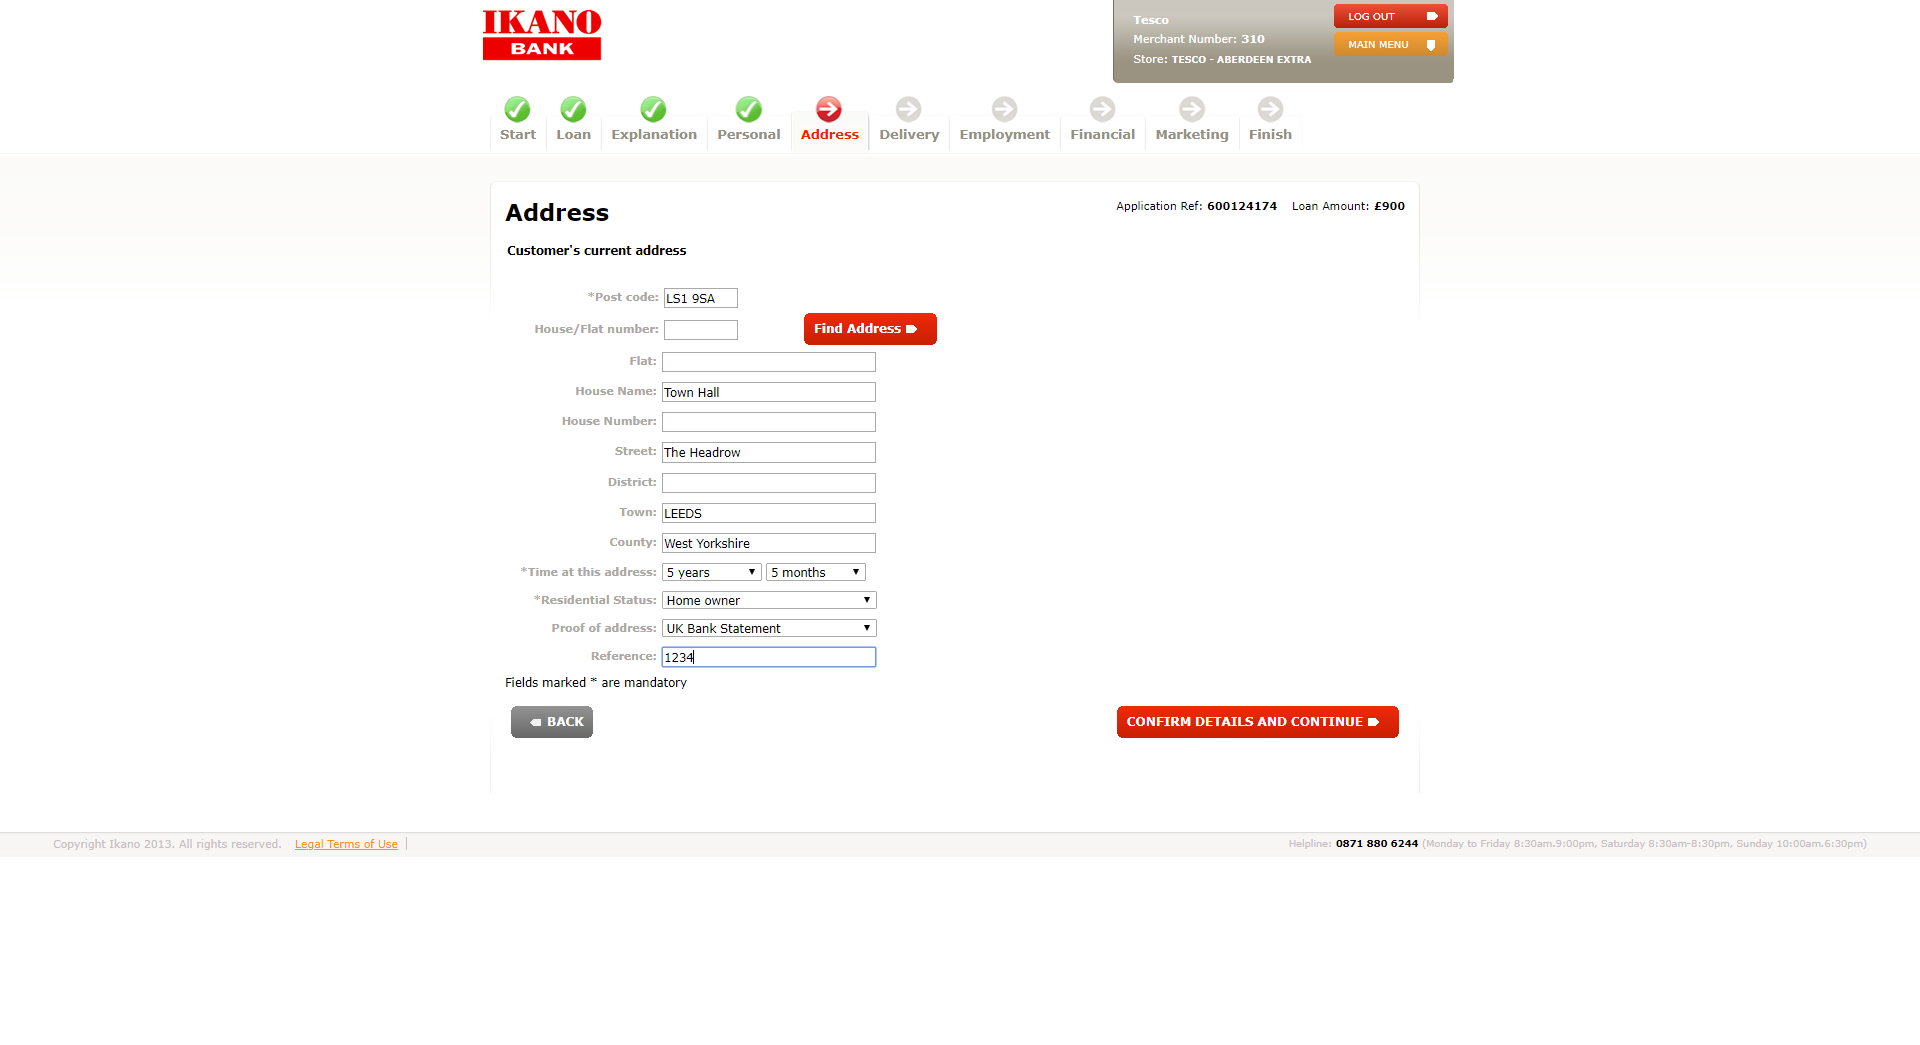 IKANO
BANK
Tesco
Merchant Number: 310
Store: TESCO - ABERDEEN EXTRA
LOG OUT
MAIN MENU
Start Loan Explanation Personal Address Delivery Employment Financial Marketing Finish
Address
Application Ref: 600124174 Loan Amount: £900
Customer's current address
*Post code: LS1 9SA
House/Flat number:
Find Address
Flat:
House Name: Town Hall
House Number:
Street: The Headrow
District:
Town: LEEDS
County: West Yorkshire
*Time at this address: 5 years 5 months
*Residential Status: Home owner
Proof of address: UK Bank Statement
Reference: 1234
Fields marked * are mandatory
BACK
CONFIRM DETAILS AND CONTINUE
Copyright Ikano 2013. All rights reserved. Legal Terms of Use
Helpline: 0871 880 6244 (Monday to Friday 8:30am.9:00pm, Saturday 8:30am-8:30pm, Sunday 10:00am.6:30pm)